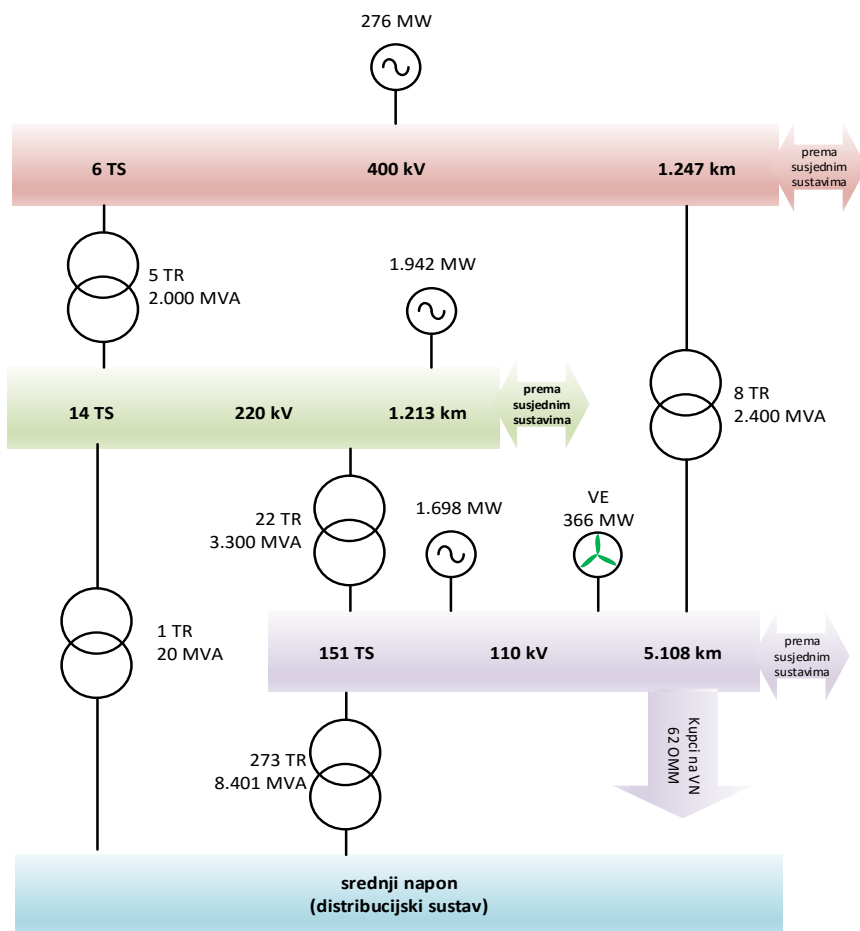 276 MW
6 TS
400 kV
1.247 km
prema
susjednim
sustavima
5 TR
2.000 MVA
1.942 MW
8 TR
2.400 MVA
14 TS
220 kV
1.213 km
prema
susjednim
sustavima
22 TR
3.300 MVA
1.698 MW
VE
366 MW
1 TR
20 MVA
151 TS
110 kV
5.108 km
prema
susjednim
sustavima
Kupci na VN
62 OMM
273 TR
8.401 MVA
srednji napon
(distribucijski sustav)